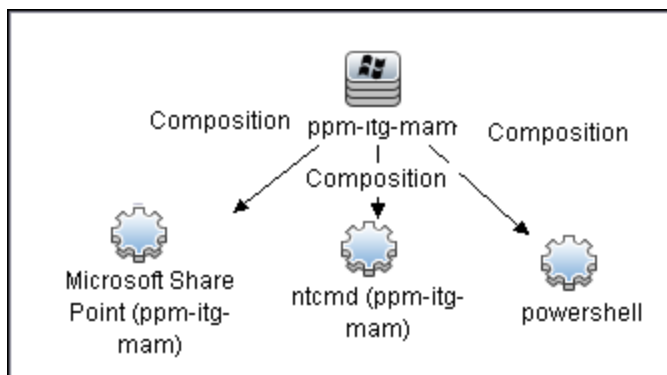 Composition
ppm-itg-mam
Composition
Composition
Microsoft Share
Point (ppm-itg-
mam)
ntcmd (ppm-itg-
mam)
powershell